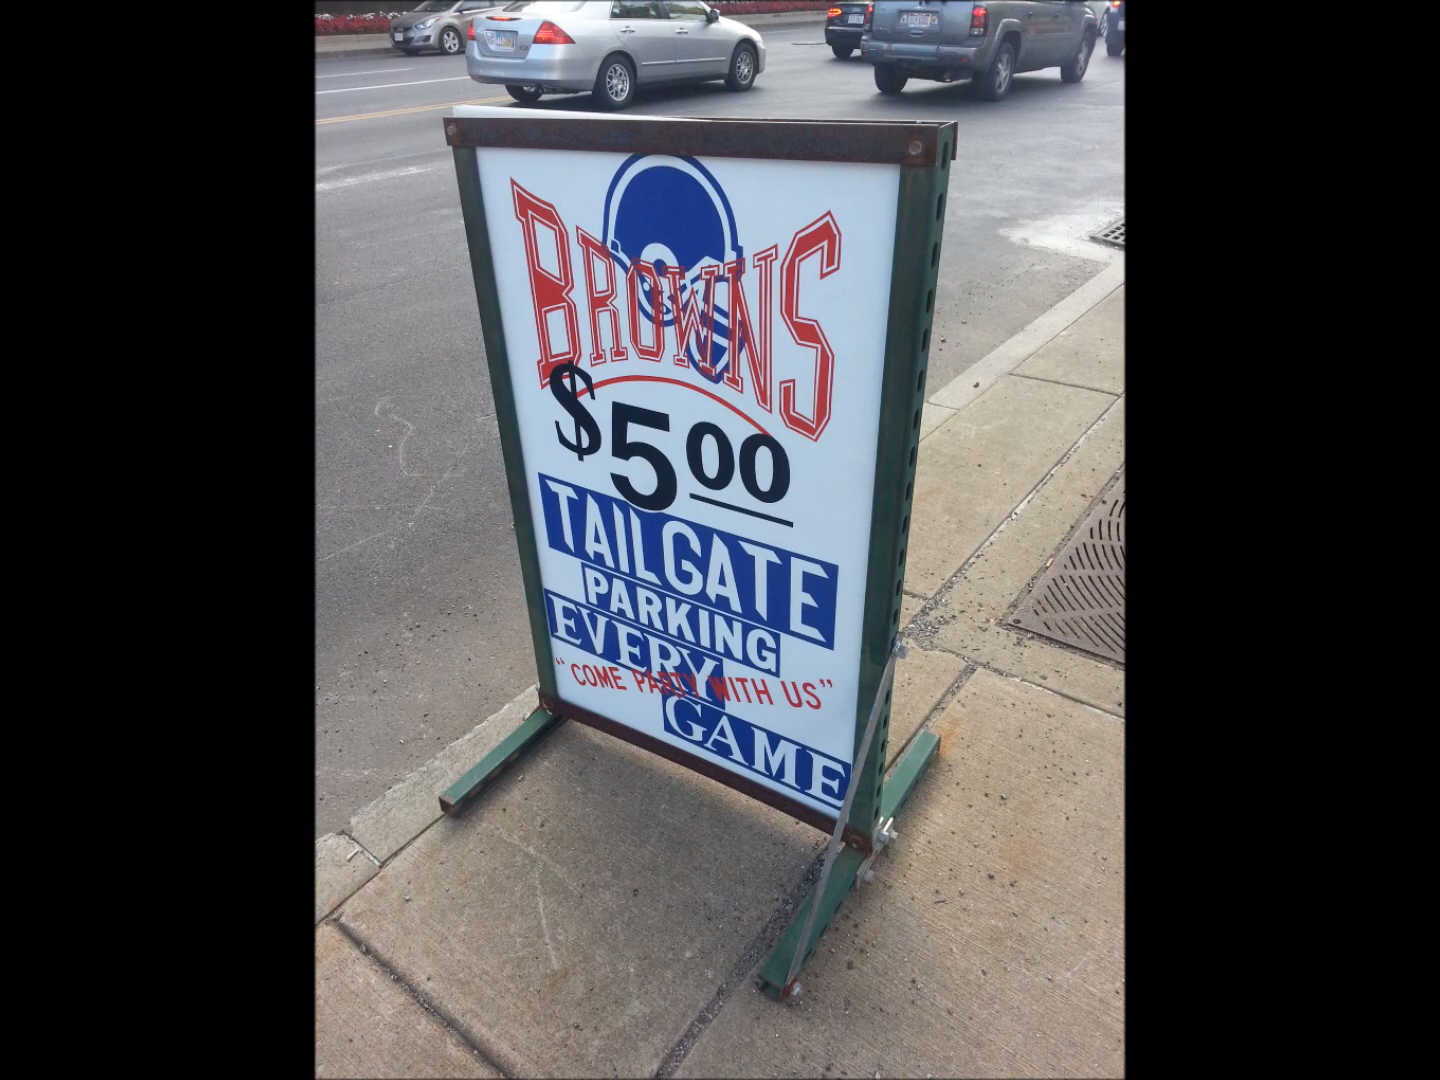 BROWNS
$5.00
TAILGATE
PARKING
EVERY
"COME PARTY WITH US"
GAME